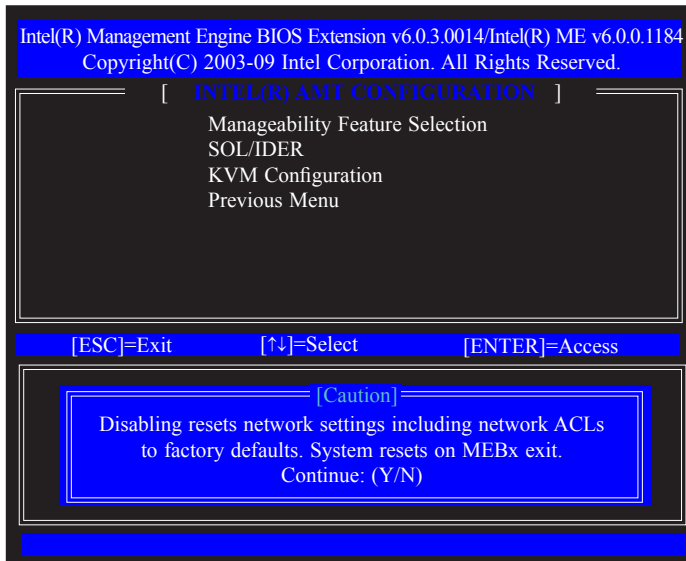 Intel(R) Management Engine BIOS Extension v6.0.3.0014/Intel(R) ME v6.0.0.1184
Copyright(C) 2003-09 Intel Corporation. All Rights Reserved.
[ INTEL(R) AMT CONFIGURATION ]
Manageability Feature Selection
SOL/IDER
KVM Configuration
Previous Menu
[ESC]=Exit [↑↓]=Select [ENTER]=Access
[Caution]
Disabling resets network settings including network ACLs
to factory defaults. System resets on MEBx exit.
Continue: (Y/N)